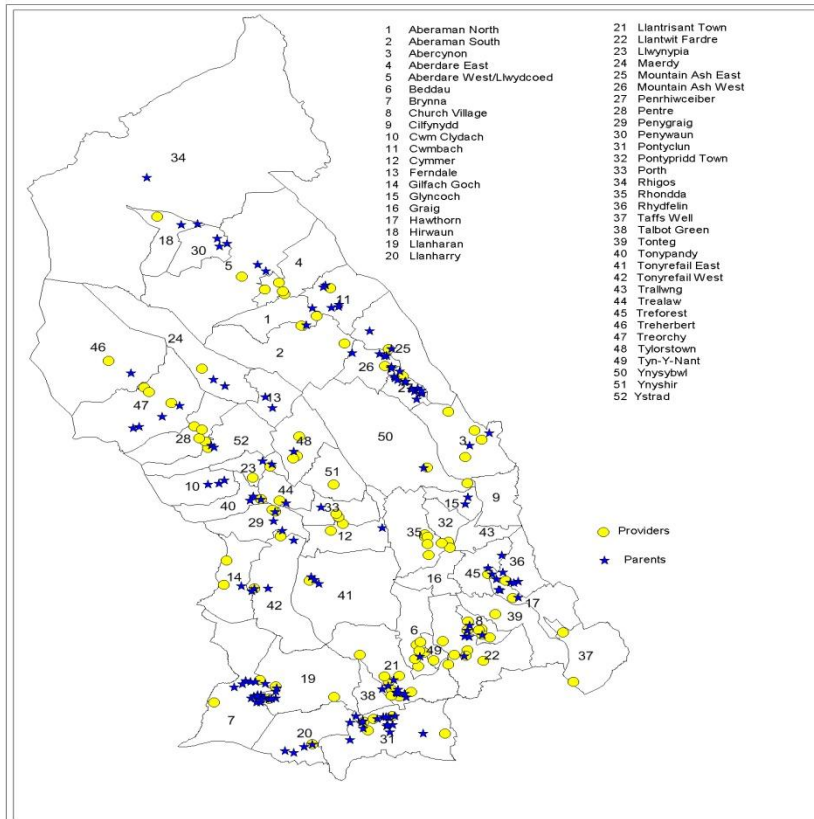 1 Aberaman North
2 Aberaman South
3 Abercynon
4 Aberdare East
5 Aberdare West/Llwydcoed
6 Beddau
7 Brynna
8 Church Village
9 Cilfynydd
10 Cwm Clydach
11 Cwmbach
12 Cymmer
13 Ferndale
14 Gilfach Goch
15 Glyncoch
16 Graig
17 Hawthorn
18 Hirwaun
19 Llanharan
20 Llanharry
21 Llantrisant Town
22 Llantwit Fardre
23 Llwynypia
24 Maerdy
25 Mountain Ash East
26 Mountain Ash West
27 Penrhiwceiber
28 Pentre
29 Penygraig
30 Penywaun
31 Pontyclun
32 Pontypridd Town
33 Porth
34 Rhigos
35 Rhondda
36 Rhydfelin
37 Taffs Well
38 Talbot Green
39 Tonteg
40 Tonypandy
41 Tonyrefail East
42 Tonyrefail West
43 Trallwng
44 Trealaw
45 Treforest
46 Treherbert
47 Treorchy
48 Tylorstown
49 Tyn-Y-Nant
50 Ynysybwl
51 Ynyshir
52 Ystrad
34
18
30
5
4
11
1
2
24
46
25
26
27
13
47
28
52
48
50
3
51
23
10
44
40
33
15
9
29
12
35
32
43
14
42
41
16
45
36
17
6
8
39
49
22
37
19
21
38
7
20
31
Providers
Parents